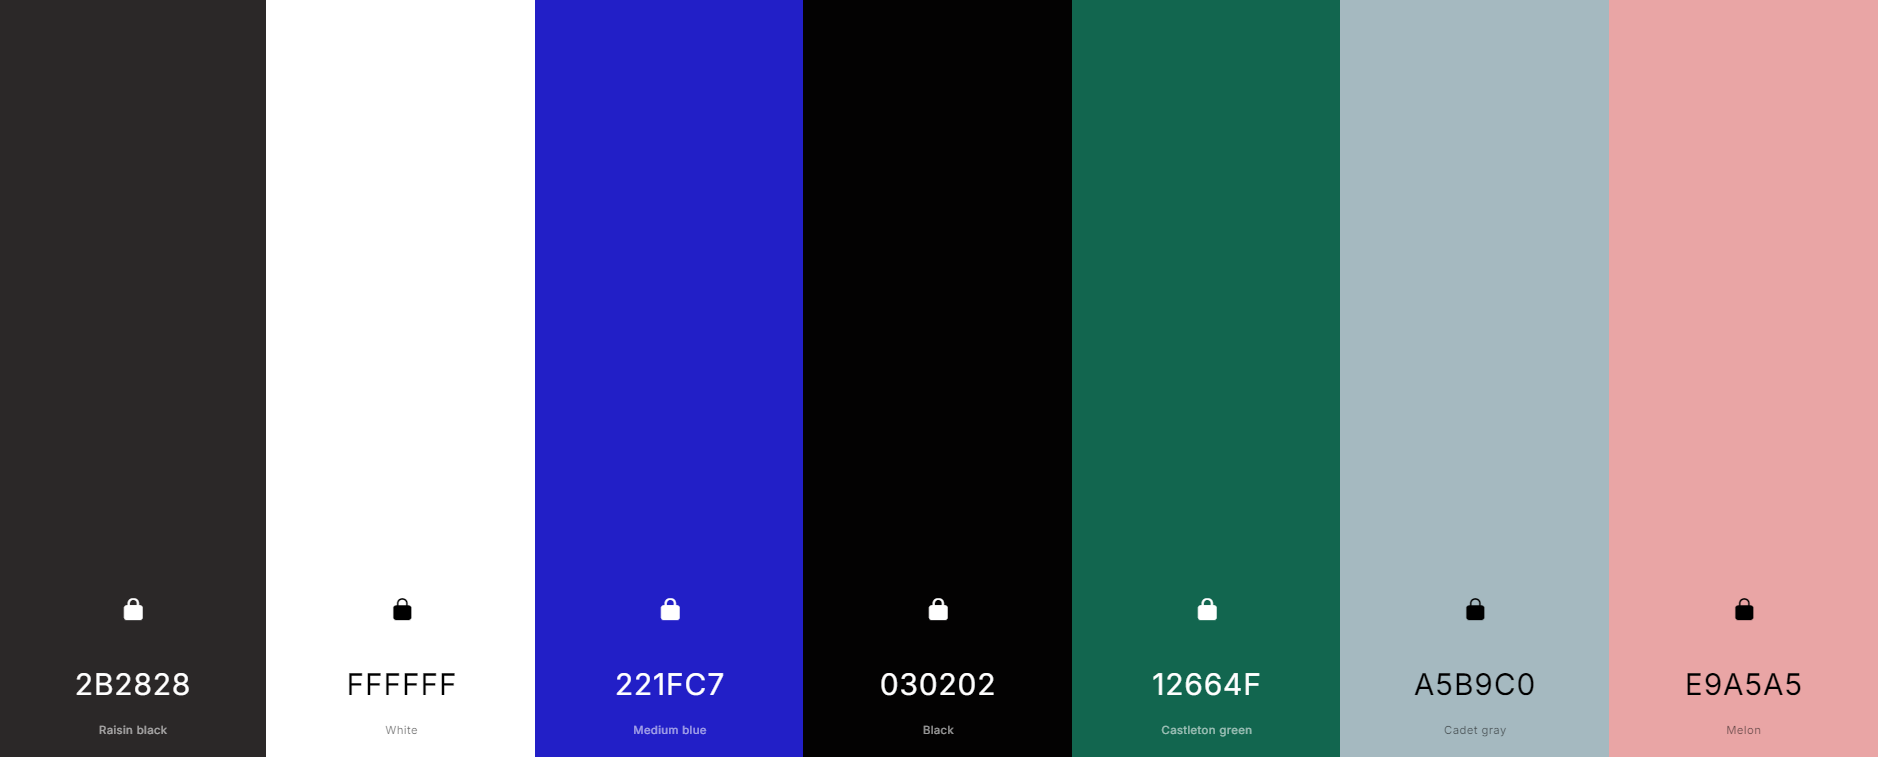 2B2828
Raisin black
FFFFFF
White
221FC7
Medium blue
030202
Black
12664F
Castleton green
A5B9C0
Cadet gray
E9A5A5
Melon